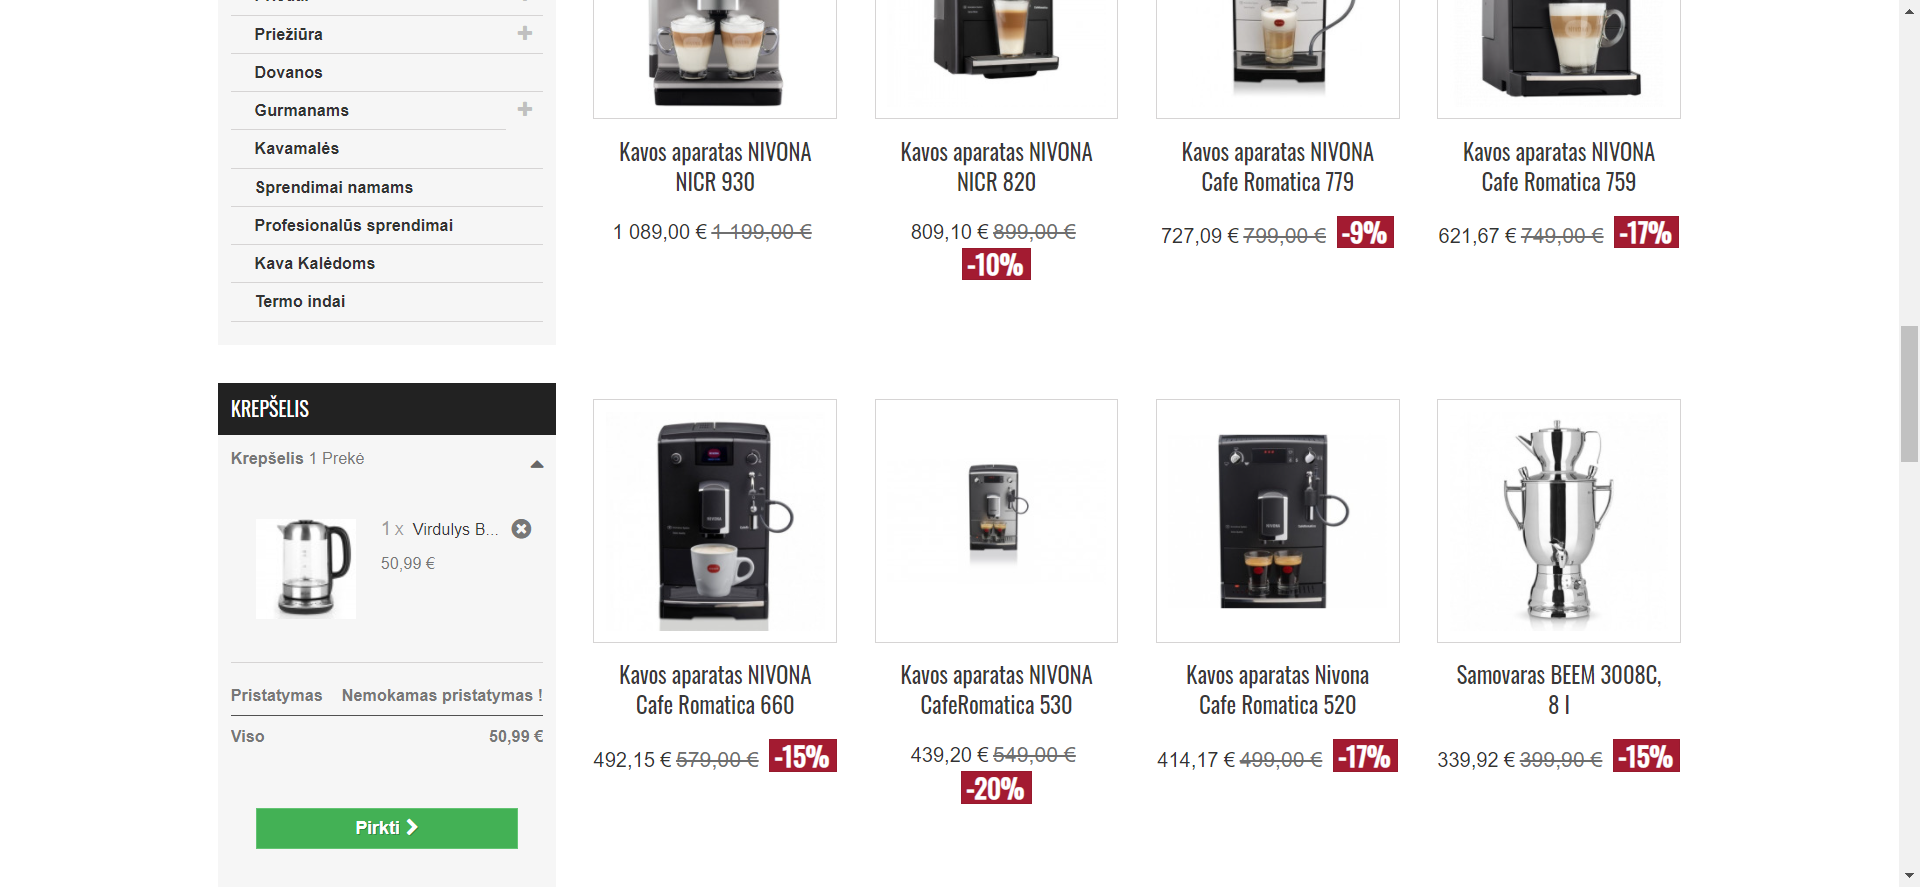 Priežiūra
Dovanos
Gurmanams
Kavamalės
Sprendimai namams
Profesionalūs sprendimai
Kava Kalėdoms
Termo indai
KREPŠELIS
Krepšelis 1 Prekė
1 x Virdulys B...
50,99 €
Pristatymas Nemokamas pristatymas !
Viso 50,99 €
Pirkti
Kavos aparatas NIVONA
NICR 930
1 089,00 € 1 199,00 €
Kavos aparatas NIVONA
NICR 820
809,10 € 899,00 €
-10%
Kavos aparatas NIVONA
Cafe Romatica 779
727,09 € 799,00 € -9%
Kavos aparatas NIVONA
Cafe Romatica 759
621,67 € 749,00 € -17%
Kavos aparatas NIVONA
Cafe Romatica 660
492,15 € 579,00 € -15%
Kavos aparatas NIVONA
CafeRomatica 530
439,20 € 549,00 €
-20%
Kavos aparatas Nivona
Cafe Romatica 520
414,17 € 499,00 € -17%
Samovaras BEEM 3008C,
8 l
339,92 € 399,90 € -15%